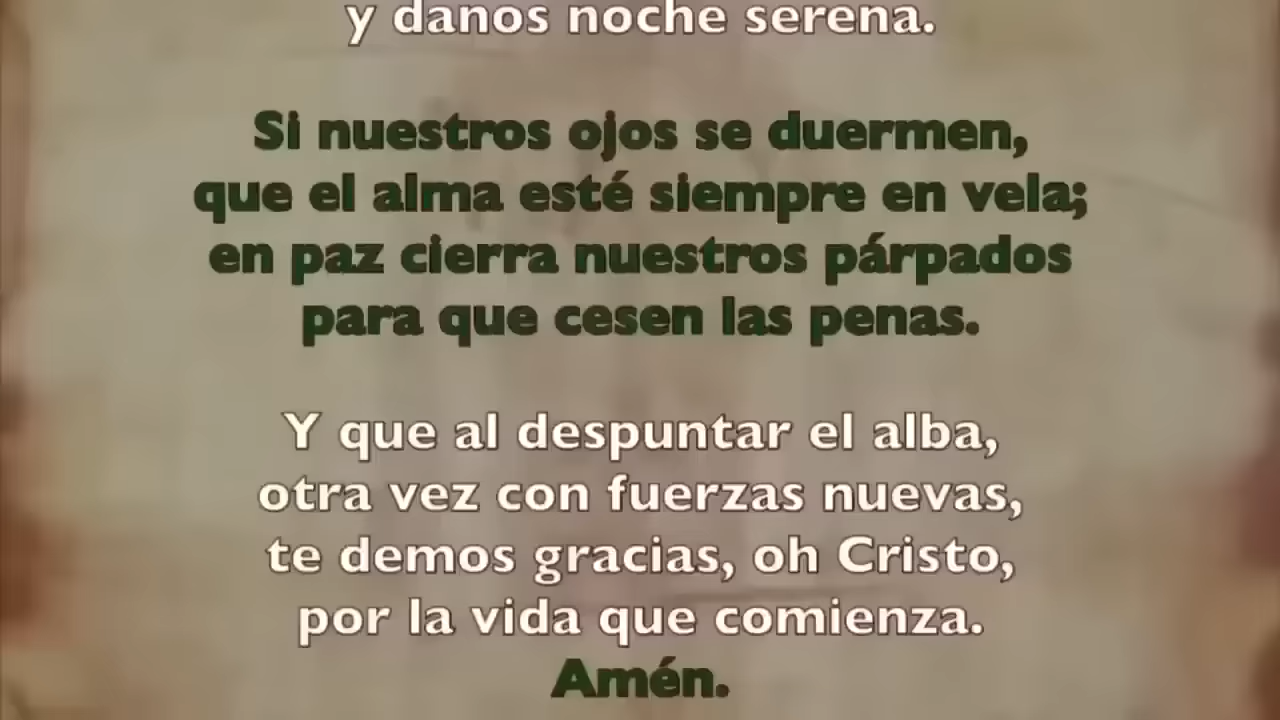 y danos noche serena.
Si nuestros ojos se duermen,
que el alma esté siempre en vela;
en paz cierra nuestros párpados
para que cesen las penas.
Y que al despuntar el alba,
otra vez con fuerzas nuevas,
te demos gracias, oh Cristo,
por la vida que comienza.
Amén.